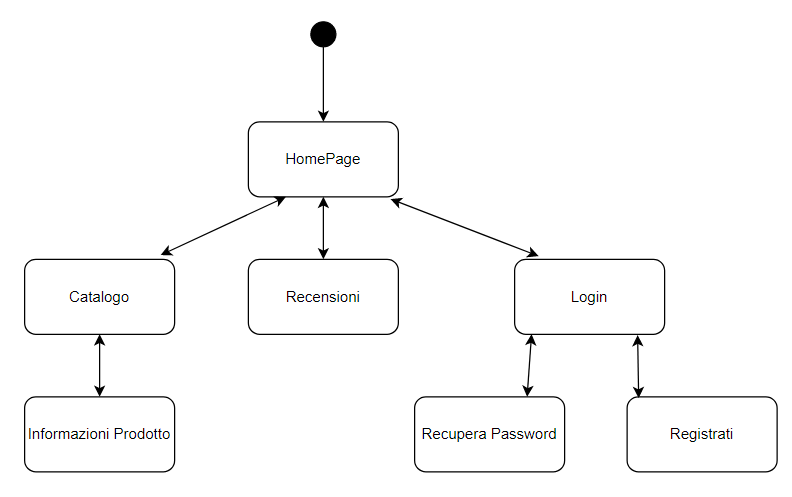 HomePage
Catalogo
Recensioni
Login
Informazioni Prodotto
Recupera Password
Registrati